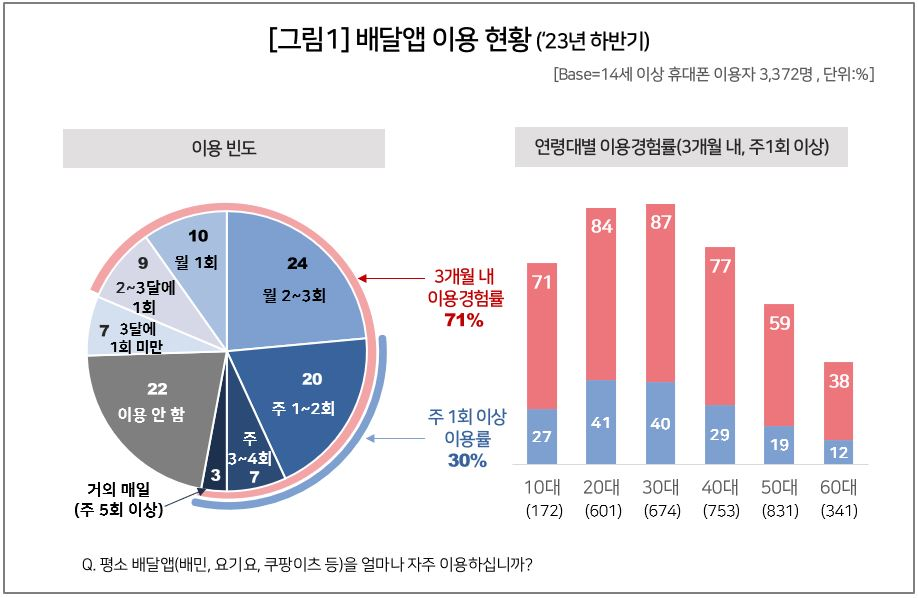 [그림1] 배달앱 이용 현황 (‘23년 하반기)
[Base=14세 이상 휴대폰 이용자 3,372명 , 단위:%]
이용 빈도
10
월 1회
24
월 2~3회
9
2~3달에
1회
7 3달에
1회 미만
20
주 1~2회
22
이용 안 함
주
3~4회
7
3
거의 매일
(주 5회 이상)
3개월 내
이용경험률
71%
주 1회 이상
이용률
30%
연령대별 이용경험률(3개월 내, 주1회 이상)
71 84 87 77 59 38
27 41 40 29 19 12
10대 20대 30대 40대 50대 60대
(172) (601) (674) (753) (831) (341)
Q. 평소 배달앱(배민, 요기요, 쿠팡이츠 등)을 얼마나 자주 이용하십니까?